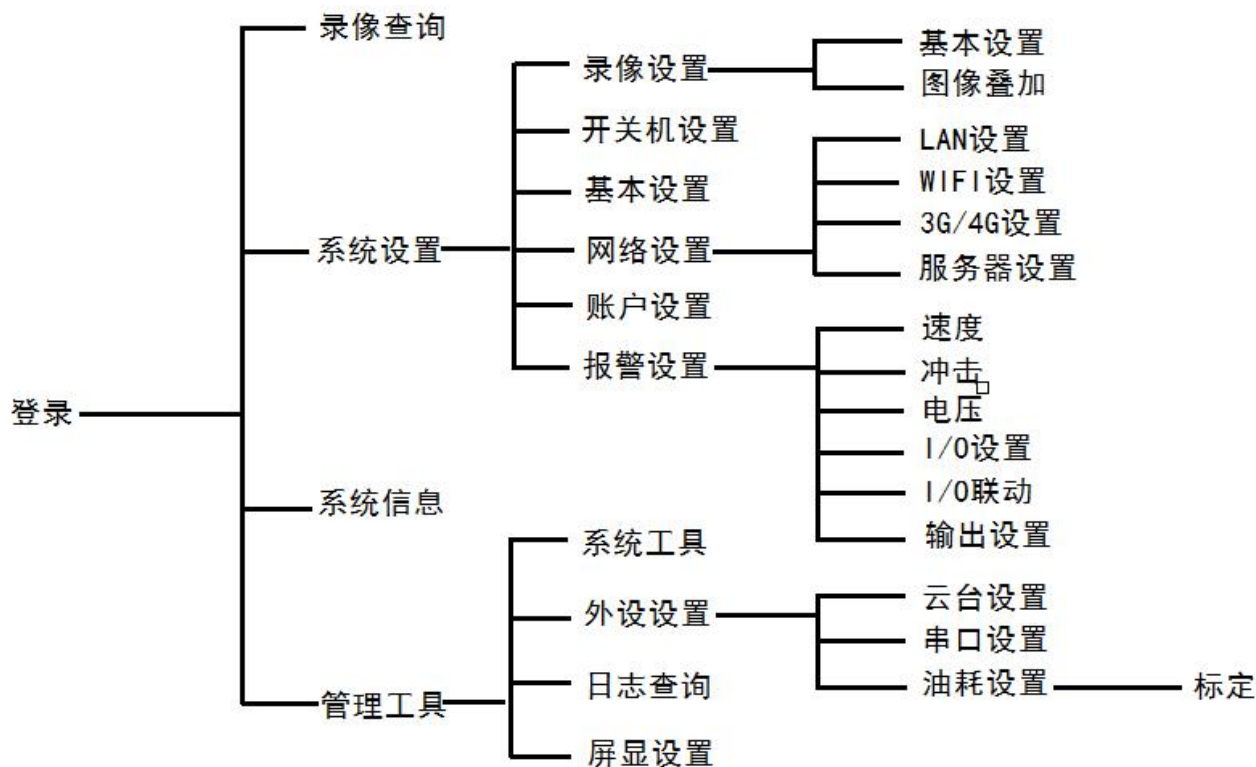 登录
录像查询
系统设置
录像设置
基本设置
图像叠加
开关机设置
基本设置
网络设置
LAN设置
WIFI设置
3G/4G设置
服务器设置
账户设置
报警设置
速度
冲击
电压
I/O设置
I/O联动
输出设置
系统信息
管理工具
系统工具
外设设置
云台设置
串口设置
油耗设置
标定
日志查询
屏显设置